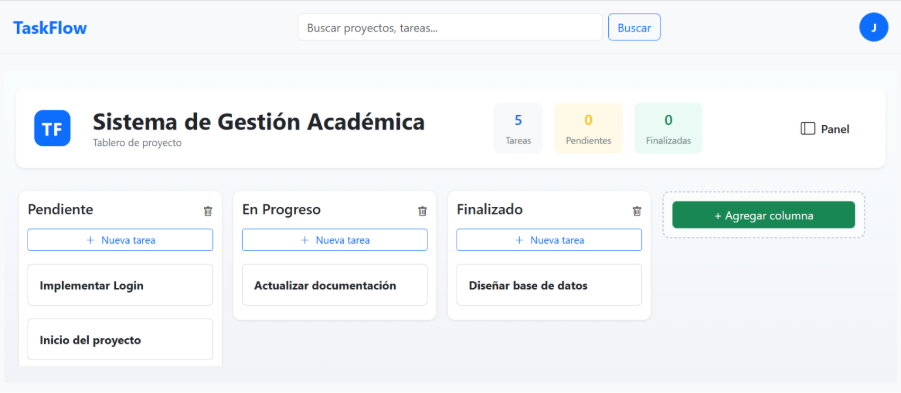 TaskFlow
Buscar proyectos, tareas...
Buscar
J
TF
Sistema de Gestión Académica
Tablero de proyecto
5
Tareas
0
Pendientes
0
Finalizadas
Panel
Pendiente
+ Nueva tarea
Implementar Login
Inicio del proyecto
En Progreso
+ Nueva tarea
Actualizar documentación
Finalizado
+ Nueva tarea
Diseñar base de datos
+ Agregar columna